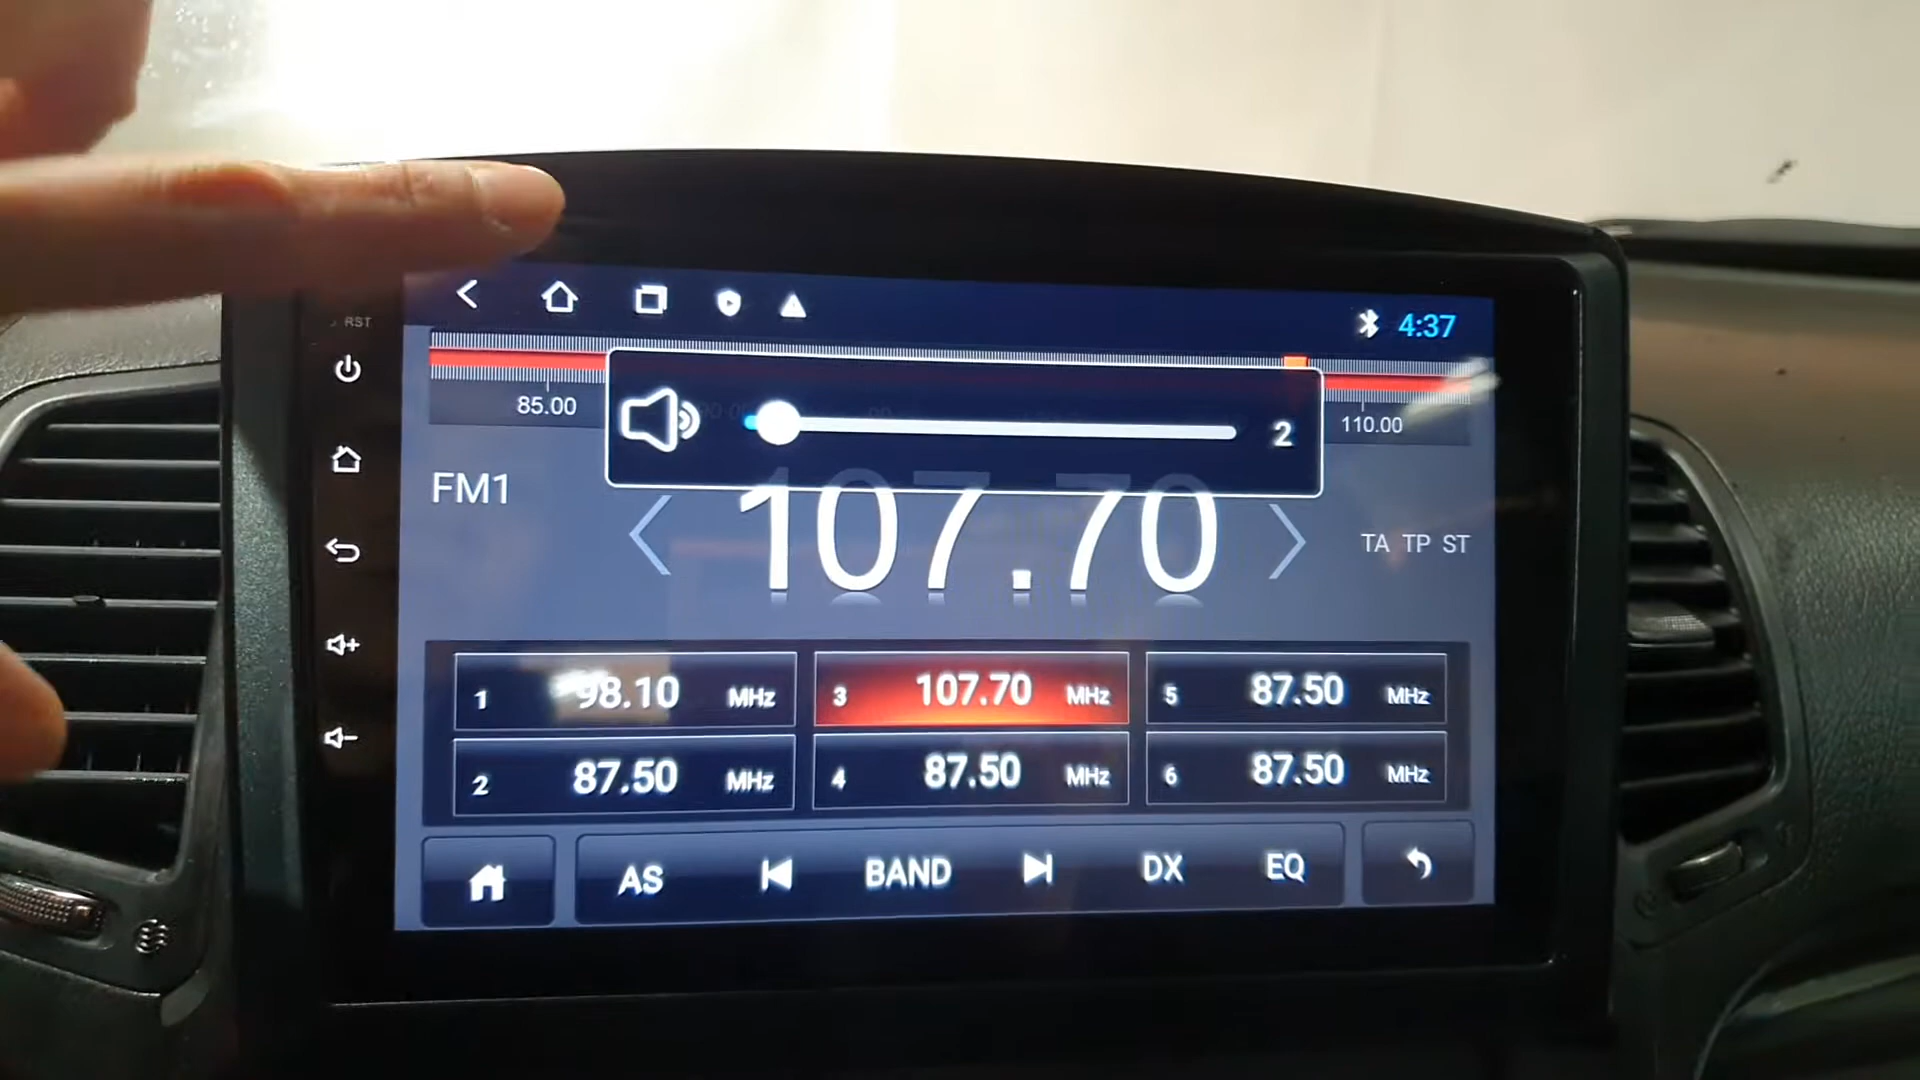 RST
4:37
85.00
110.00
2
FM1
107.70
TA TP ST
1 98.10 MHz
3 107.70 MHz
5 87.50 MHz
2 87.50 MHz
4 87.50 MHz
6 87.50 MHz
AS
BAND
DX
EQ